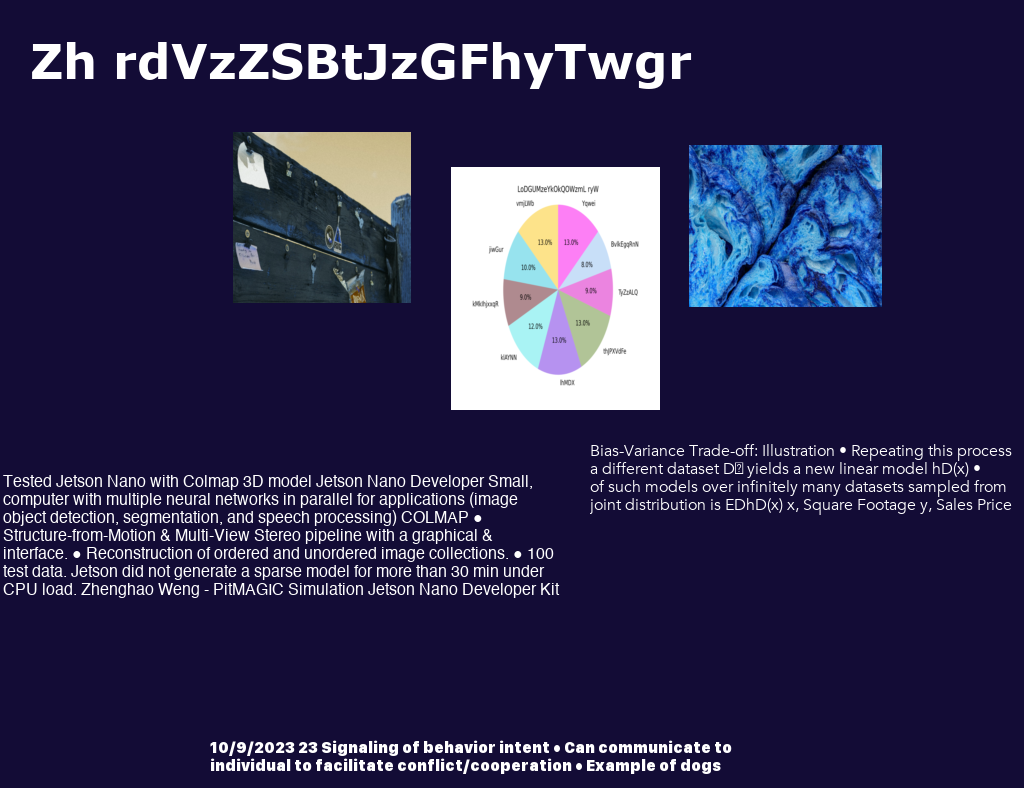 Zh rdVzZSBtJzGFhyTwgr
LoDGUMzeYkOkQOWzmL ryW
vmjLWb
Yqwei
jiwGur
BvlkEgqRnN
13.0%
13.0%
10.0%
8.0%
9.0%
9.0%
TyZzALQ
12.0%
13.0%
13.0%
thJPXVdFe
klAYNN
lhMDX
Bias-Variance Trade-off: Illustration • Repeating this process
a different dataset D yields a new linear model hD(x) •
of such models over infinitely many datasets sampled from
joint distribution is EDhD(x) x, Square Footage y, Sales Price
Tested Jetson Nano with Colmap 3D model Jetson Nano Developer Small,
computer with multiple neural networks in parallel for applications (image
object detection, segmentation, and speech processing) COLMAP ●
Structure-from-Motion & Multi-View Stereo pipeline with a graphical &
interface. ● Reconstruction of ordered and unordered image collections. ● 100
test data. Jetson did not generate a sparse model for more than 30 min under
CPU load. Zhenghao Weng - PitMAGIC Simulation Jetson Nano Developer Kit
10/9/2023 23 Signaling of behavior intent • Can communicate to
individual to facilitate conflict/cooperation • Example of dogs